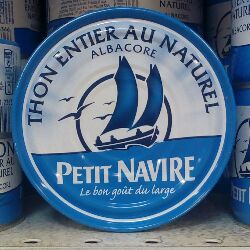 THON ENTIER AU NATUREL
ALBACORE
PETIT NAVIRE
Le bon goût du large